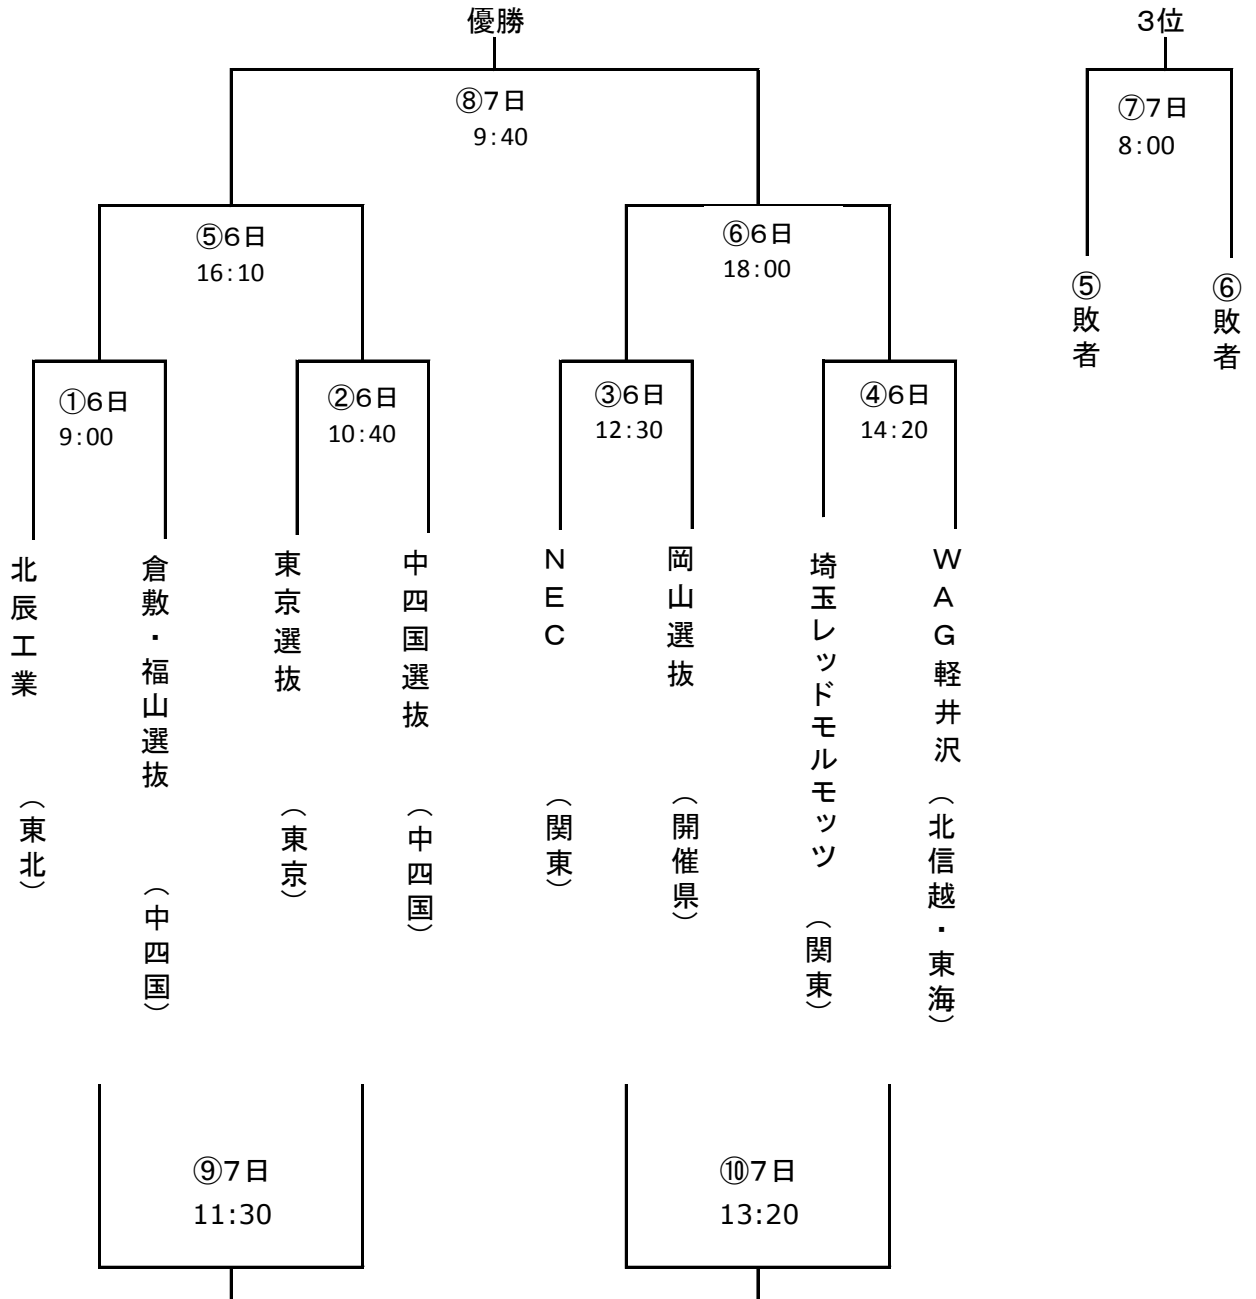 優勝
3位
⑧7日
9:40
⑦7日
8:00
⑤6日
16:10
⑥6日
18:00
⑤敗者
⑥敗者
①6日
9:00
②6日
10:40
③6日
12:30
④6日
14:20
北辰工業（東北）
倉敷・福山選抜（中四国）
東京選抜（東京）
中四国選抜（中四国）
NEC（関東）
岡山選抜（開催県）
埼玉レッドモルモッツ（関東）
WAG軽井沢（北信越・東海）
⑨7日
11:30
⑩7日
13:20